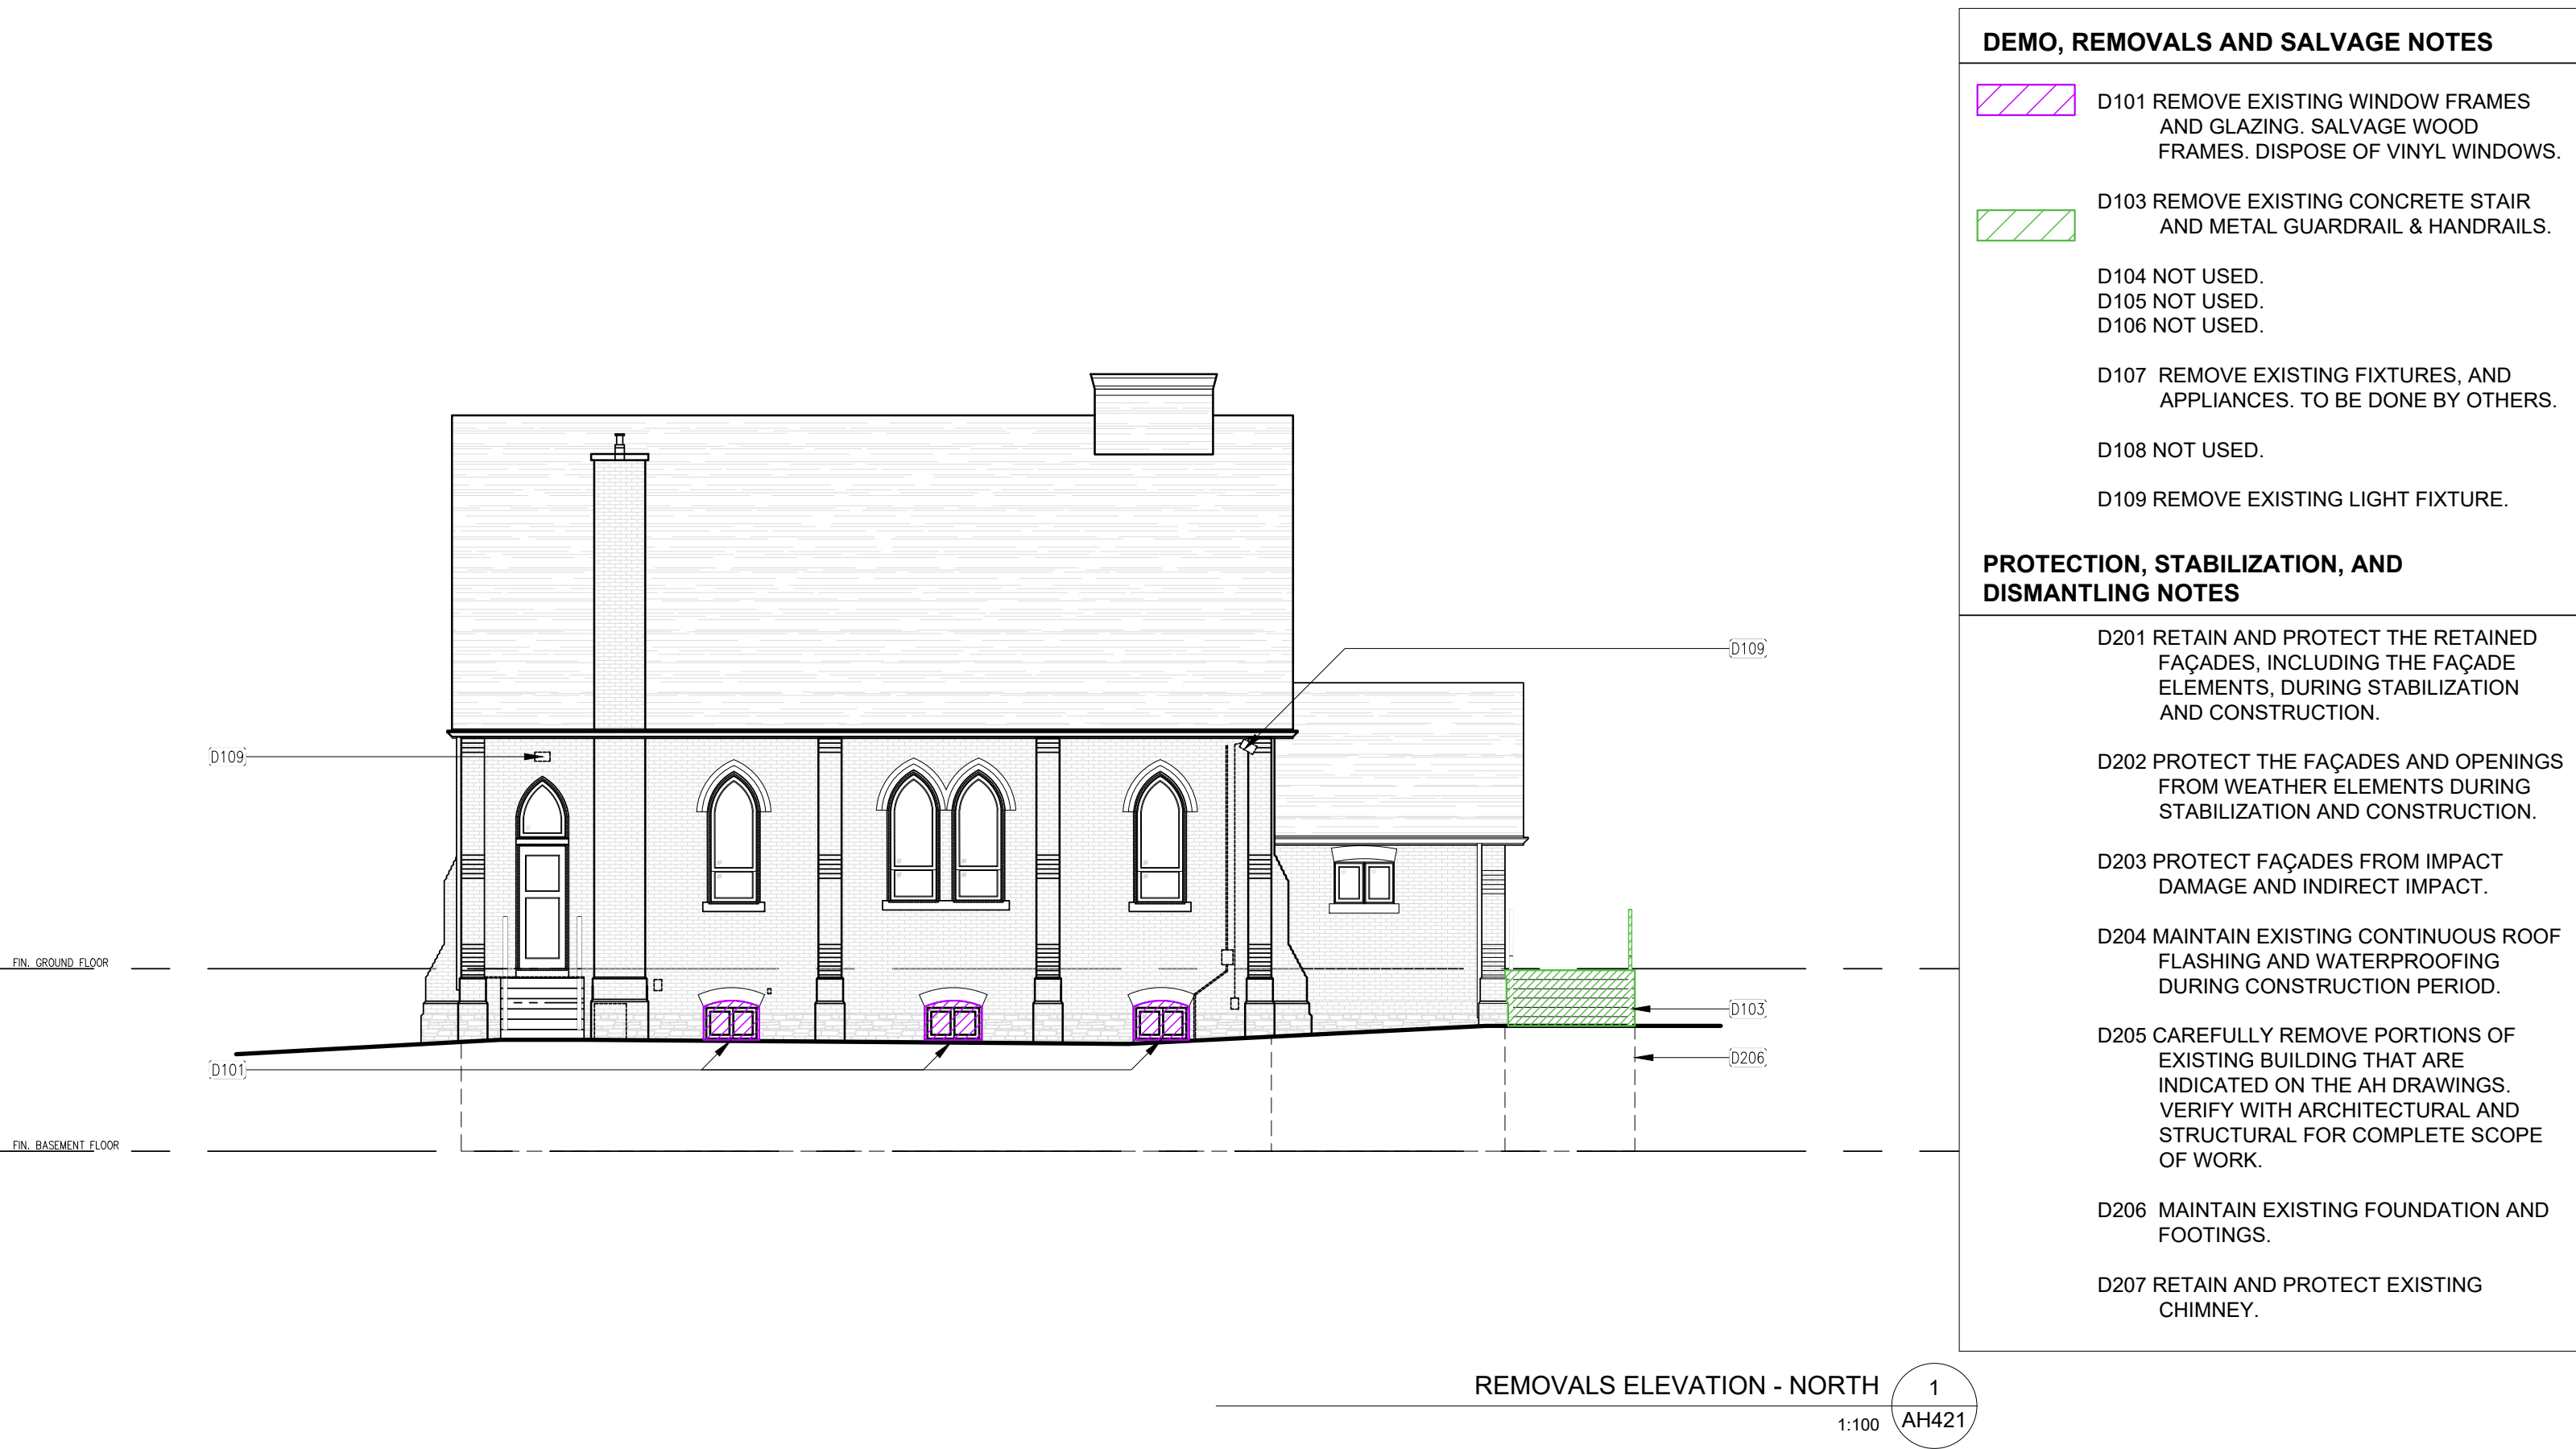 DEMO, REMOVALS AND SALVAGE NOTES
D101 REMOVE EXISTING WINDOW FRAMES
AND GLAZING. SALVAGE WOOD
FRAMES. DISPOSE OF VINYL WINDOWS.
D103 REMOVE EXISTING CONCRETE STAIR
AND METAL GUARDRAIL & HANDRAILS.
D104 NOT USED.
D105 NOT USED.
D106 NOT USED.
D107 REMOVE EXISTING FIXTURES, AND
APPLIANCES. TO BE DONE BY OTHERS.
D108 NOT USED.
D109 REMOVE EXISTING LIGHT FIXTURE.
PROTECTION, STABILIZATION, AND
DISMANTLING NOTES
D201 RETAIN AND PROTECT THE RETAINED
FAÇADES, INCLUDING THE FAÇADE
ELEMENTS, DURING STABILIZATION
AND CONSTRUCTION.
D202 PROTECT THE FAÇADES AND OPENINGS
FROM WEATHER ELEMENTS DURING
STABILIZATION AND CONSTRUCTION.
D203 PROTECT FAÇADES FROM IMPACT
DAMAGE AND INDIRECT IMPACT.
D204 MAINTAIN EXISTING CONTINUOUS ROOF
FLASHING AND WATERPROOFING
DURING CONSTRUCTION PERIOD.
D205 CAREFULLY REMOVE PORTIONS OF
EXISTING BUILDING THAT ARE
INDICATED ON THE AH DRAWINGS.
VERIFY WITH ARCHITECTURAL AND
STRUCTURAL FOR COMPLETE SCOPE
OF WORK.
D206 MAINTAIN EXISTING FOUNDATION AND
FOOTINGS.
D207 RETAIN AND PROTECT EXISTING
CHIMNEY.
D109
D109
FIN. GROUND FLOOR
D103
D206
D101
FIN. BASEMENT FLOOR
REMOVALS ELEVATION - NORTH
1
1:100
AH421